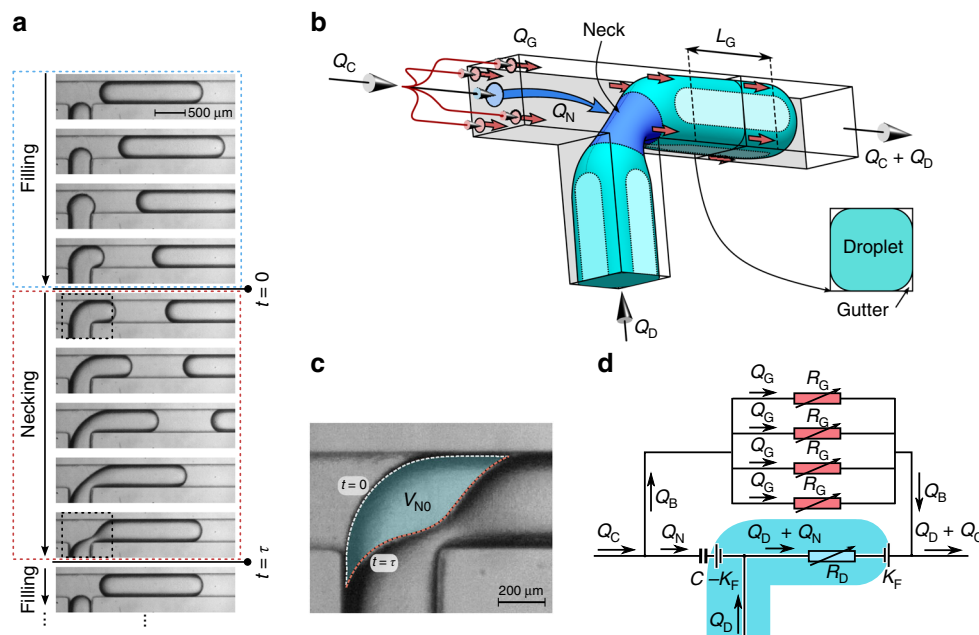 a
Filling
500 μm
t = 0
Necking
t = τ
Filling
...
...
b
Neck
L_G
Q_G
Q_C
Q_N
Q_C + Q_D
Droplet
Gutter
Q_D
c
t = 0
V_N0
t = τ
200 μm
d
Q_G
R_G
Q_G
R_G
Q_G
R_G
Q_G
R_G
Q_B
Q_B
Q_C
Q_N
Q_D + Q_N
Q_D + Q_C
C
–K_F
R_D
K_F
Q_D